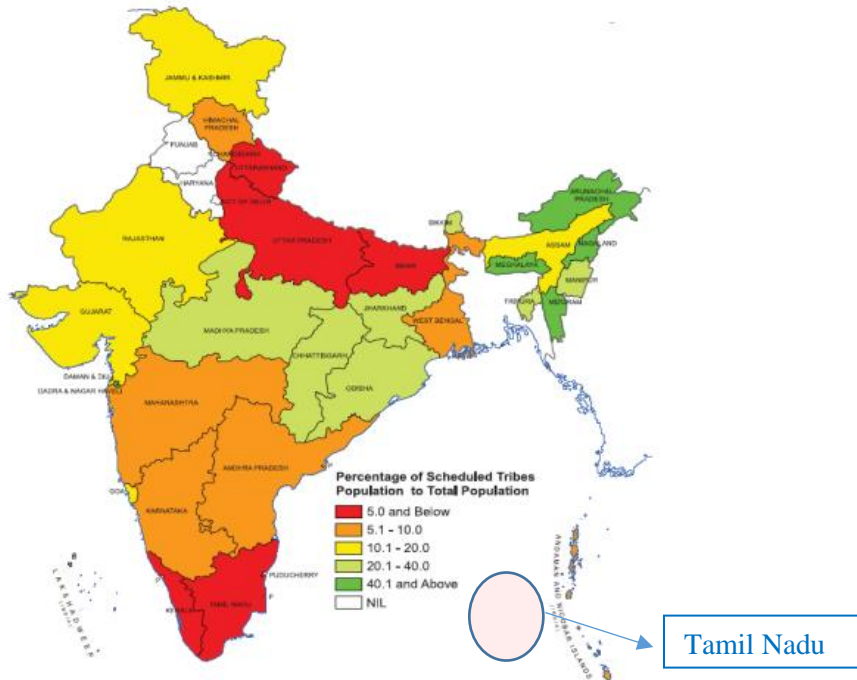 JAMMU & KASHMIR
HIMACHAL
PRADESH
PUNJAB
CHANDIGARH
UTTARAKHAND
HARYANA
NCT OF DELHI
ARUNACHAL
PRADESH
SIKKIM
RAJASTHAN
UTTAR PRADESH
ASSAM
NAGALAND
BIHAR
MEGHALAYA
MANIPUR
GUJARAT
JHARKHAND
TRIPURA
MIZORAM
MADHYA PRADESH
WEST BENGAL
CHHATTISGARH
DAMAN & DIU
DADRA & NAGAR HAVELI
ODISHA
MAHARASHTRA
ANDHRA PRADESH
GOA
KARNATAKA
Percentage of Scheduled Tribes
Population to Total Population
5.0 and Below
5.1 - 10.0
10.1 - 20.0
20.1 - 40.0
40.1 and Above
NIL
PUDUCHERRY
P
P
P
KERALA
TAMIL NADU
LAKSHADWEEP
(INDIA)
ANDAMAN AND NICOBAR ISLANDS
(INDIA)
Tamil Nadu